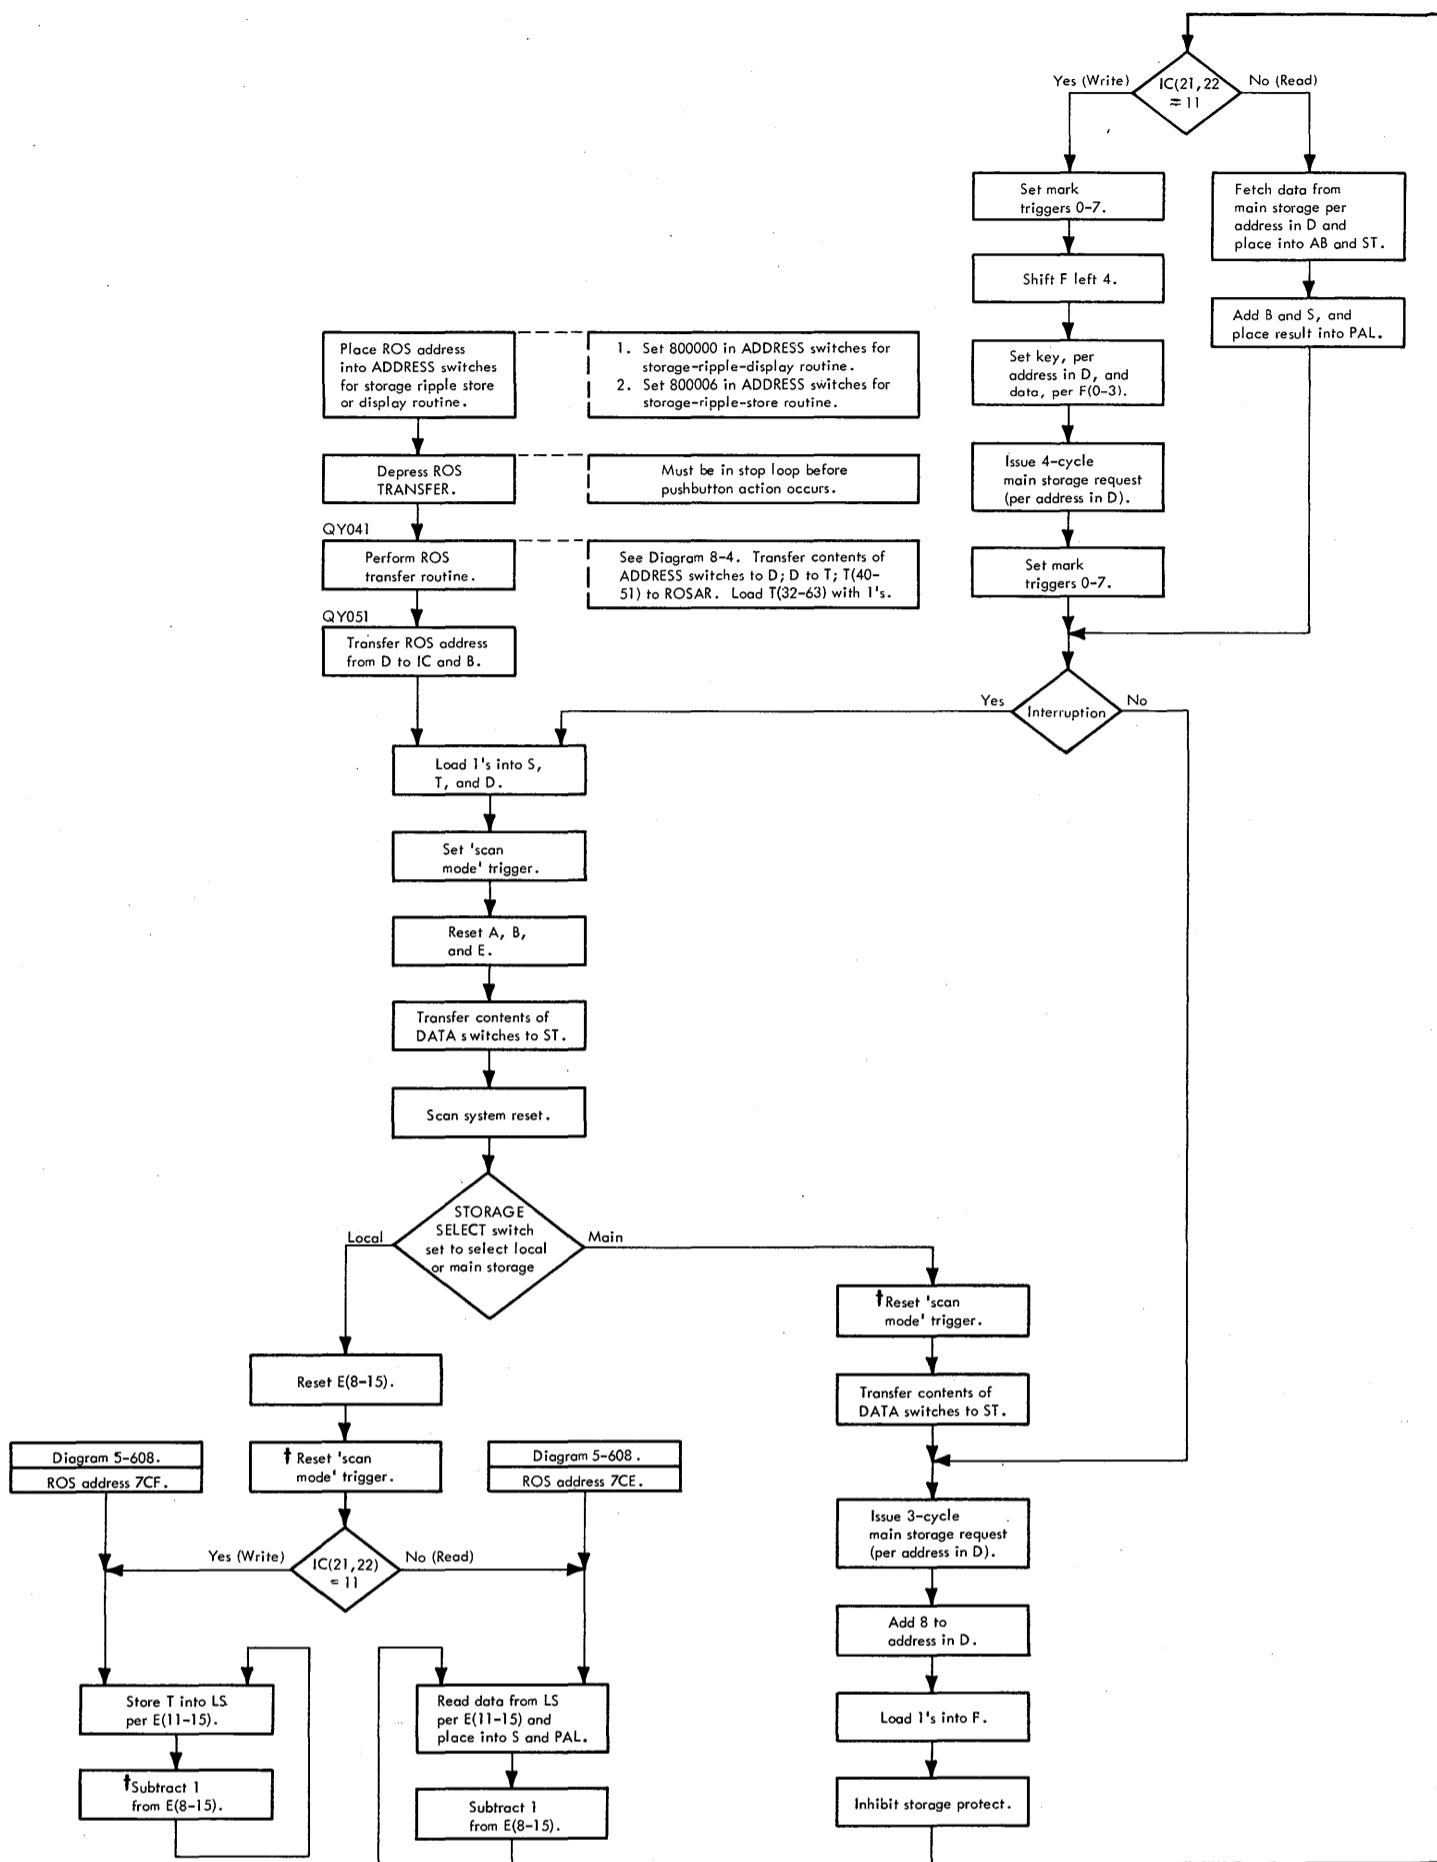 IC(21,22
= 11
Yes (Write)
No (Read)
Set mark
triggers 0-7.
Shift F left 4.
Set key, per
address in D, and
data, per F(0-3).
Issue 4-cycle
main storage request
(per address in D).
Set mark
triggers 0-7.
Fetch data from
main storage per
address in D and
place into AB and ST.
Add B and S, and
place result into PAL.
Interruption
Yes
No
Place ROS address
into ADDRESS switches
for storage ripple store
or display routine.
1. Set 800000 in ADDRESS switches for
storage-ripple-display routine.
2. Set 800006 in ADDRESS switches for
storage-ripple-store routine.
Depress ROS
TRANSFER.
Must be in stop loop before
pushbutton action occurs.
QY041
Perform ROS
transfer routine.
See Diagram 8-4. Transfer contents of
ADDRESS switches to D; D to T; T(40-
51) to ROSAR. Load T(32-63) with 1's.
QY051
Transfer ROS address
from D to IC and B.
Load 1's into S,
T, and D.
Set 'scan
mode' trigger.
Reset A, B,
and E.
Transfer contents of
DATA switches to ST.
Scan system reset.
STORAGE
SELECT switch
set to select local
or main storage
Local
Main
Reset E(8-15).
† Reset 'scan
mode' trigger.
IC(21,22)
= 11
Yes (Write)
No (Read)
Diagram 5-608.
ROS address 7CF.
Diagram 5-608.
ROS address 7CE.
Store T into LS
per E(11-15).
†Subtract 1
from E(8-15).
Read data from LS
per E(11-15) and
place into S and PAL.
Subtract 1
from E(8-15).
†Reset 'scan
mode' trigger.
Transfer contents of
DATA switches to ST.
Issue 3-cycle
main storage request
(per address in D).
Add 8 to
address in D.
Load 1's into F.
Inhibit storage protect.